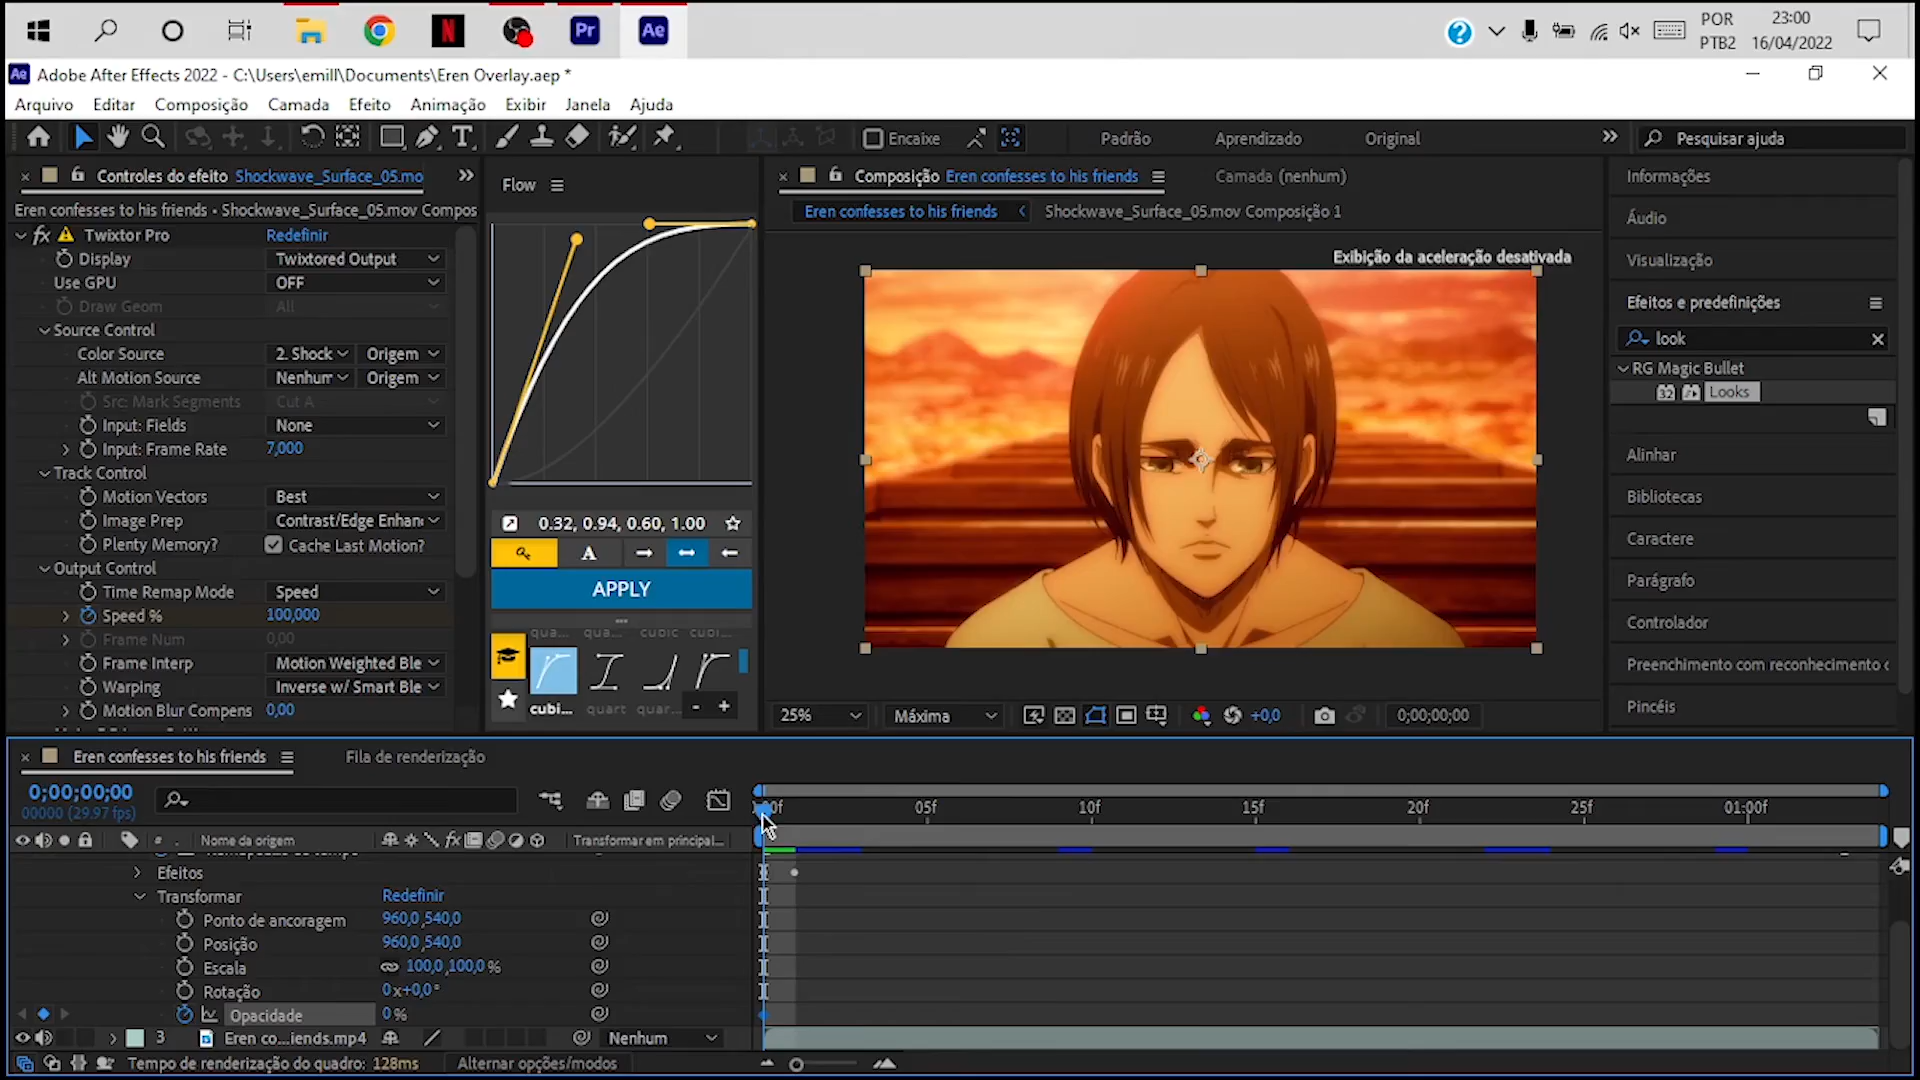 Pr
Ae
POR
PTB2
23:00
16/04/2022
Ae Adobe After Effects 2022 - C:\Users\emill\Documents\Eren Overlay.aep *
Arquivo Editar Composição Camada Efeito Animação Exibir Janela Ajuda
Encaixe Padrão Aprendizado Original Pesquisar ajuda
Controles do efeito Shockwave_Surface_05.mo
Eren confesses to his friends • Shockwave_Surface_05.mov Compos
fx Twixtor Pro Redefinir
Display Twixtored Output
Use GPU OFF
Draw Geom All
Source Control
Color Source 2. Shock Origem
Alt Motion Source Nenhum Origem
Src: Mark Segments Cut A
Input: Fields None
Input: Frame Rate 7,000
Track Control
Motion Vectors Best
Image Prep Contrast/Edge Enhan
Plenty Memory? Cache Last Motion?
Output Control
Time Remap Mode Speed
Speed % 100,000
Frame Num 0,00
Frame Interp Motion Weighted Ble
Warping Inverse w/ Smart Ble
Motion Blur Compens 0,00
Flow
0.32, 0.94, 0.60, 1.00
A
APPLY
qua... qua... cubic cubi...
cubi... quart quar...
- +
Composição Eren confesses to his friends Camada (nenhum)
Eren confesses to his friends Shockwave_Surface_05.mov Composição 1
Exibição da aceleração desativada
25% Máxima +0,0 0;00;00;00
Informações
Áudio
Visualização
Efeitos e predefinições
look
RG Magic Bullet
32 Looks
Alinhar
Bibliotecas
Caractere
Parágrafo
Controlador
Preenchimento com reconhecimento c
Pincéis
Eren confesses to his friends Fila de renderização
0;00;00;00
00000 (29.97 fps)
05f 10f 15f 20f 25f 01:00f
# Nome da origem fx Transformar em principal...
Efeitos
Transformar Redefinir
Ponto de ancoragem 960,0,540,0
Posição 960,0,540,0
Escala 100,0,100,0%
Rotação 0x+0,0°
Opacidade 0%
3 Eren co...iends.mp4 Nenhum
Tempo de renderização do quadro: 128ms Alternar opções/modos